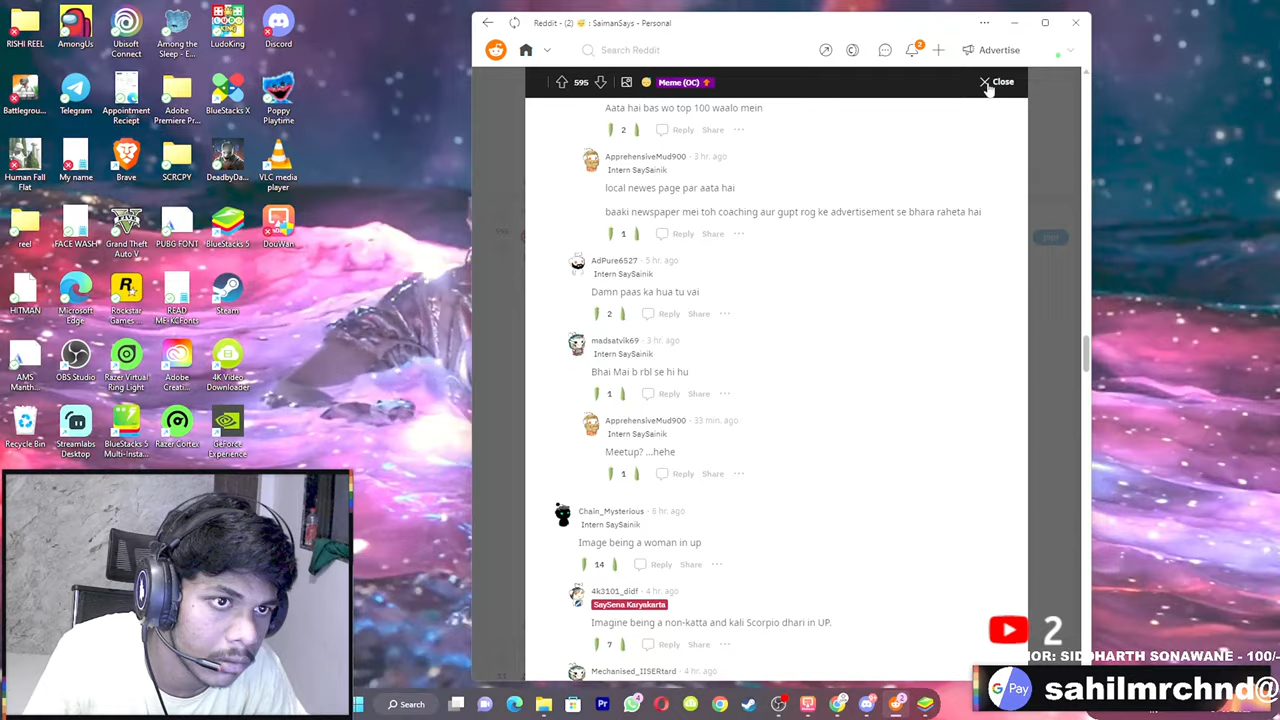 RISHI REEL
AmongUs
Ubisoft Connect
Among the Sleep - E...
LudoKing
Discord
Telegram
Appointment Reciept
Adobe Premiere Pr...
BlueStacks X
Poppy Playtime
Human Fall Flat
My name
Brave
SCRCPY
DeadbyDa...
VLC media player
Reel
FACE WASH
Grand Theft Auto V
PUBG FONT
BlueStacks 5
DouWan
HITMAN
Microsoft Edge
Rockstar Games ...
READ ME-KCFonts
Steam
AMS Month...
OBS Studio
Razer Virtual Ring Light
Adobe Creati...
4K Video Downloader
Recycle Bin
Streamlabs Desktop
BlueStacks 5 Multi-Insta...
Razer Cortex
GeForce Experience
Reddit - (2) : SaimanSays - Personal
Search Reddit
2
Advertise
595
Meme (OC)
Close
Aata hai bas wo top 100 waalo mein
2 Reply Share ...
ApprehensiveMud900 · 3 hr. ago
Intern SaySainik
local newes page par aata hai
baaki newspaper mei toh coaching aur gupt rog ke advertisement se bhara raheta hai
1 Reply Share ...
AdPure6527 · 5 hr. ago
Intern SaySainik
Damn paas ka hua tu vai
2 Reply Share ...
madsatvik69 · 3 hr. ago
Intern SaySainik
Bhai Mai b rbl se hi hu
1 Reply Share ...
ApprehensiveMud900 · 33 min. ago
Intern SaySainik
Meetup? ...hehe
1 Reply Share ...
Chain_Mysterious · 6 hr. ago
Intern SaySainik
Image being a woman in up
14 Reply Share ...
4k3101_didf · 4 hr. ago
SaySena Karyakarta
Imagine being a non-katta and kali Scorpio dhari in UP.
7 Reply Share ...
Mechanised_IISERtard · 4 hr. ago
2
OR: SIDDHARTH SONAWANE - 100/-
G Pay
sahilmrchnd@
Search